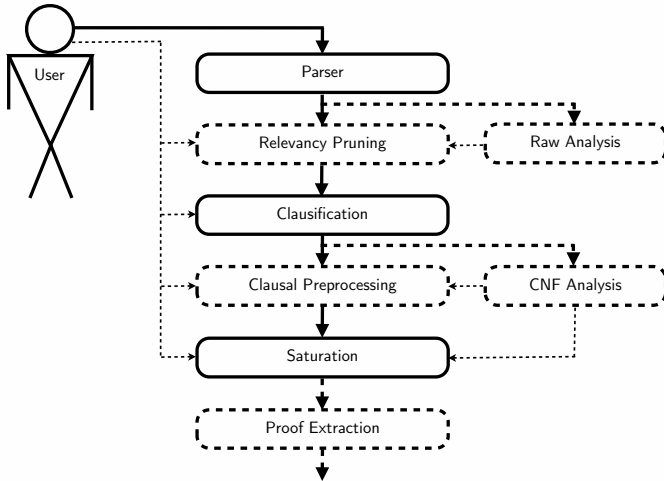 User
Parser
Relevancy Pruning
Raw Analysis
Clausification
Clausal Preprocessing
CNF Analysis
Saturation
Proof Extraction